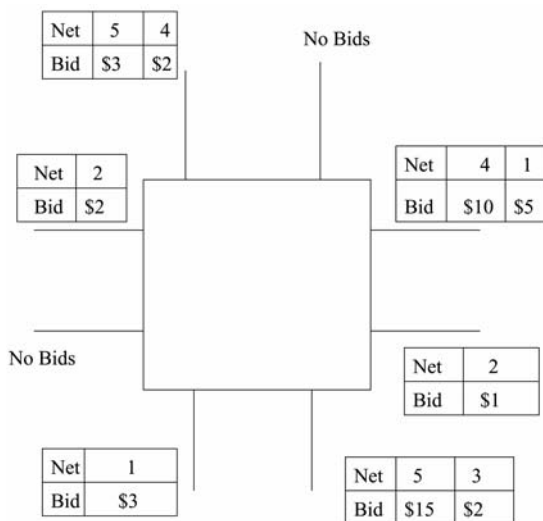 Net 5 4
Bid $3 $2
No Bids
Net 4 1
Bid $10 $5
Net 2
Bid $2
No Bids
Net 2
Bid $1
Net 1
Bid $3
Net 5 3
Bid $15 $2